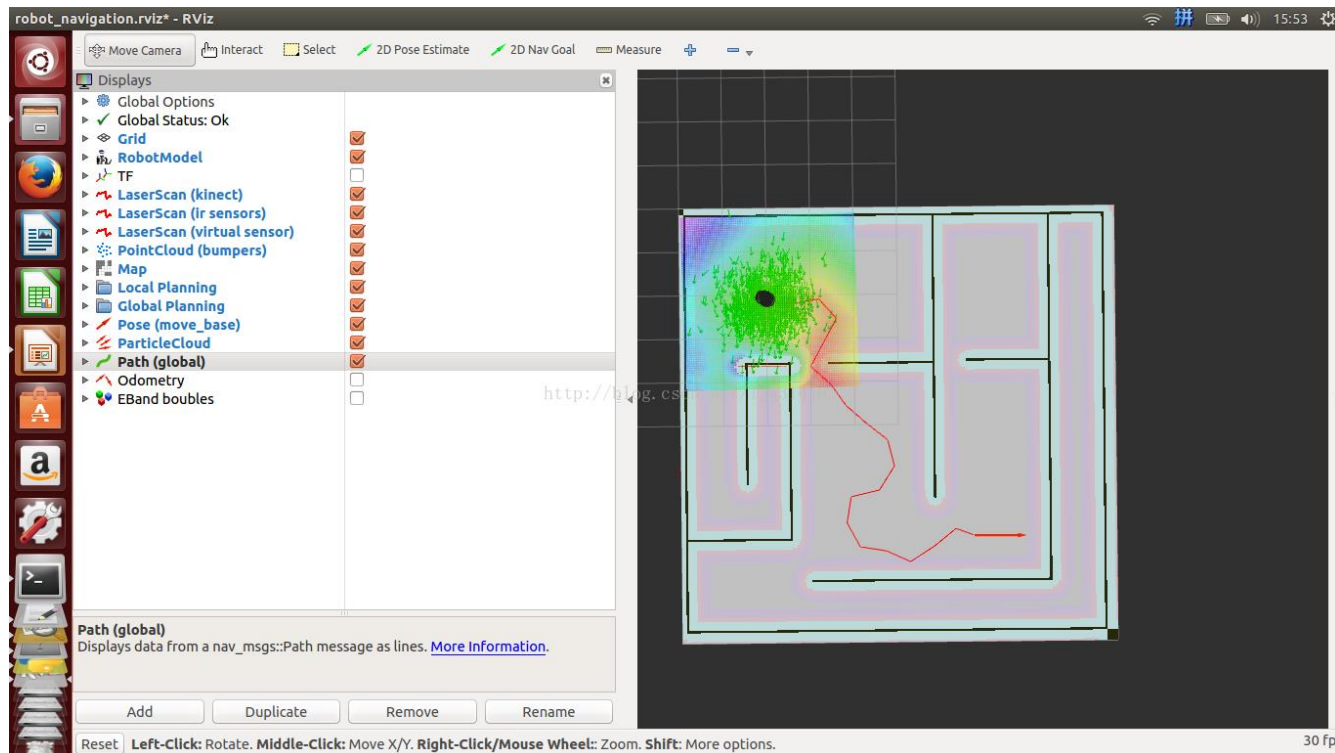 robot_navigation.rviz* - RViz
拼 15:53
Move Camera Interact Select 2D Pose Estimate 2D Nav Goal Measure
Displays
Global Options
Global Status: Ok
Grid
RobotModel
TF
LaserScan (kinect)
LaserScan (ir sensors)
LaserScan (virtual sensor)
PointCloud (bumpers)
Map
Local Planning
Global Planning
Pose (move_base)
ParticleCloud
Path (global)
Odometry
EBand boubles
http://blog.cs
Path (global)
Displays data from a nav_msgs::Path message as lines. More Information.
Add Duplicate Remove Rename
Reset Left-Click: Rotate. Middle-Click: Move X/Y. Right-Click/Mouse Wheel:: Zoom. Shift: More options. 30 fp